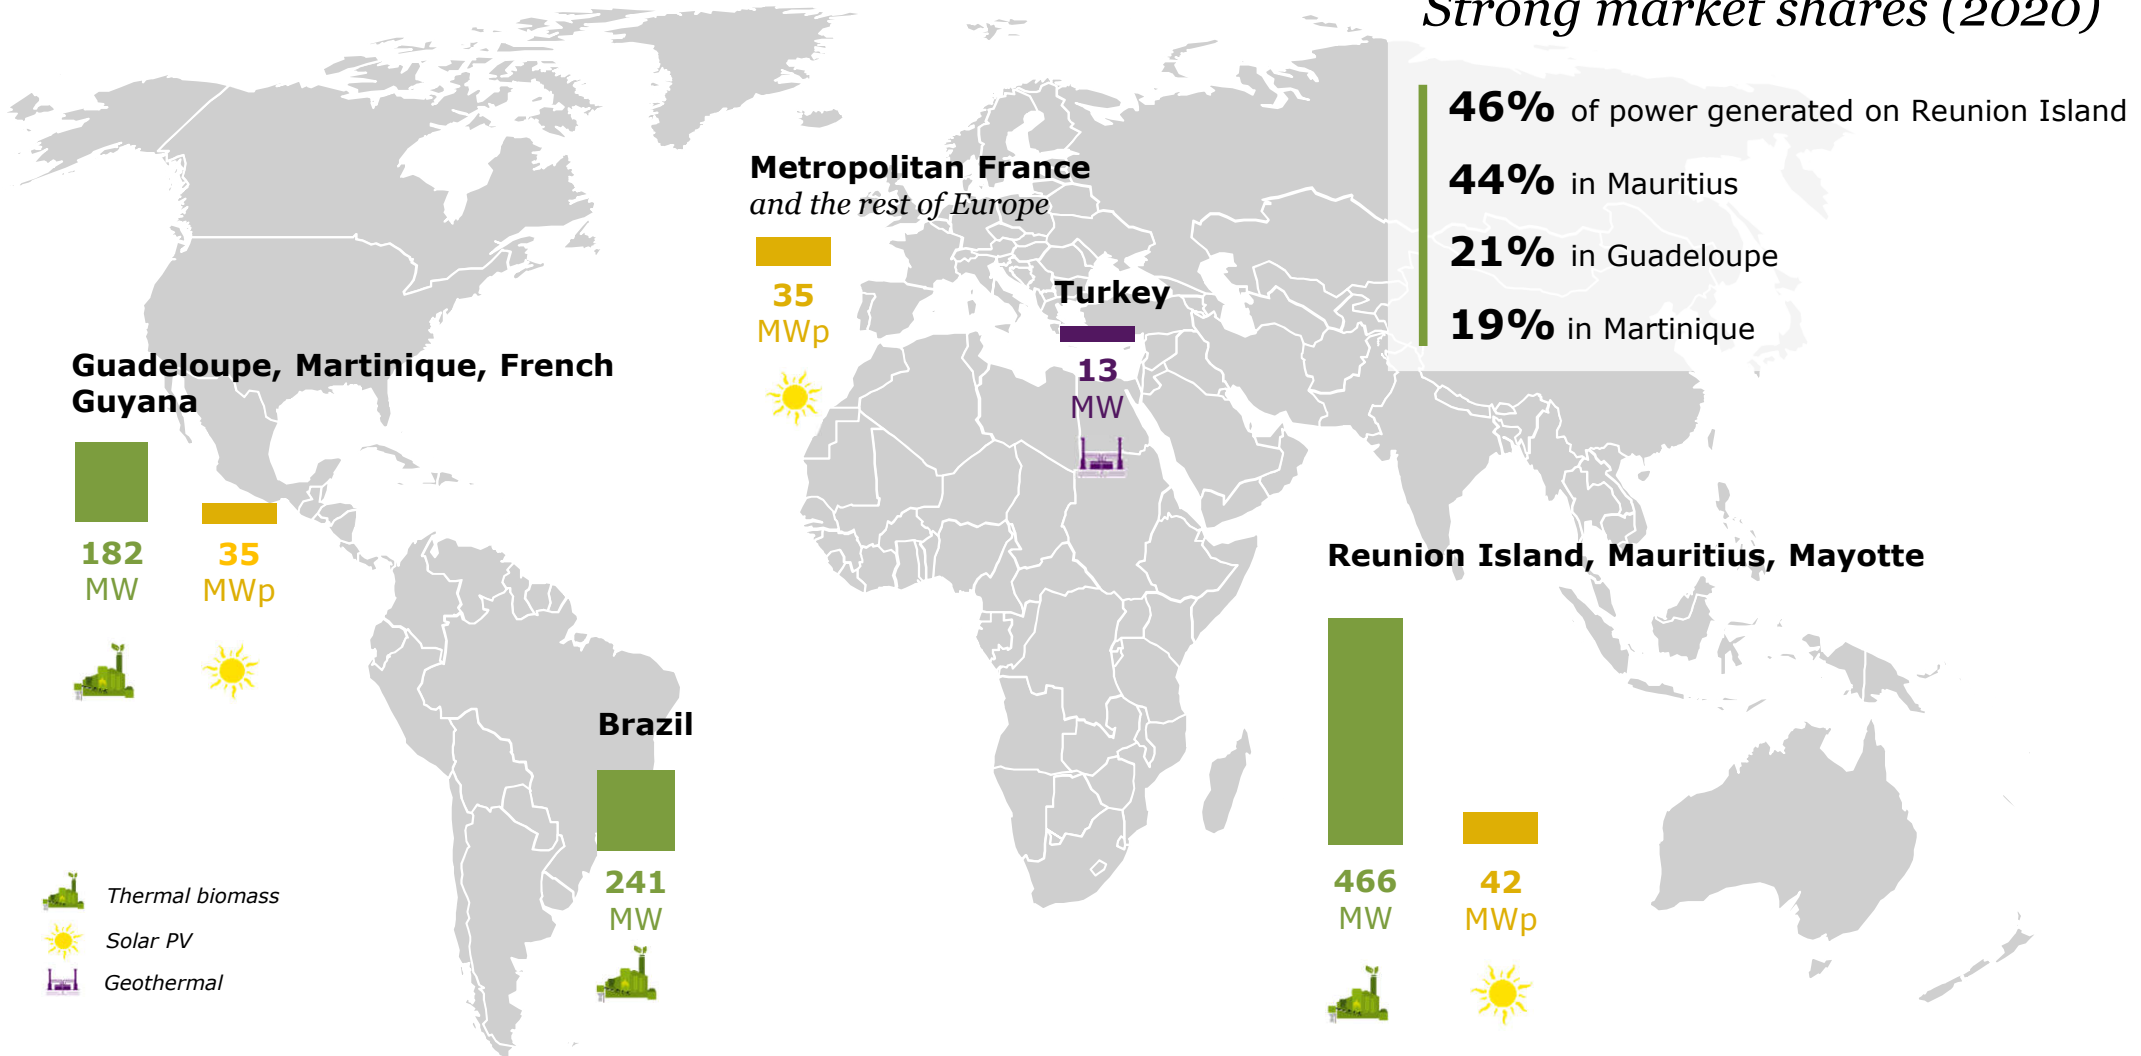 Strong market shares (2020)
46% of power generated on Reunion Island
44% in Mauritius
21% in Guadeloupe
19% in Martinique
Metropolitan France
and the rest of Europe
35
MWp
Turkey
13
MW
Guadeloupe, Martinique, French
Guyana
182
MW
35
MWp
Brazil
241
MW
Reunion Island, Mauritius, Mayotte
466
MW
42
MWp
Thermal biomass
Solar PV
Geothermal